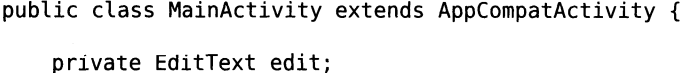 public class MainActivity extends AppCompatActivity {
private EditText edit;